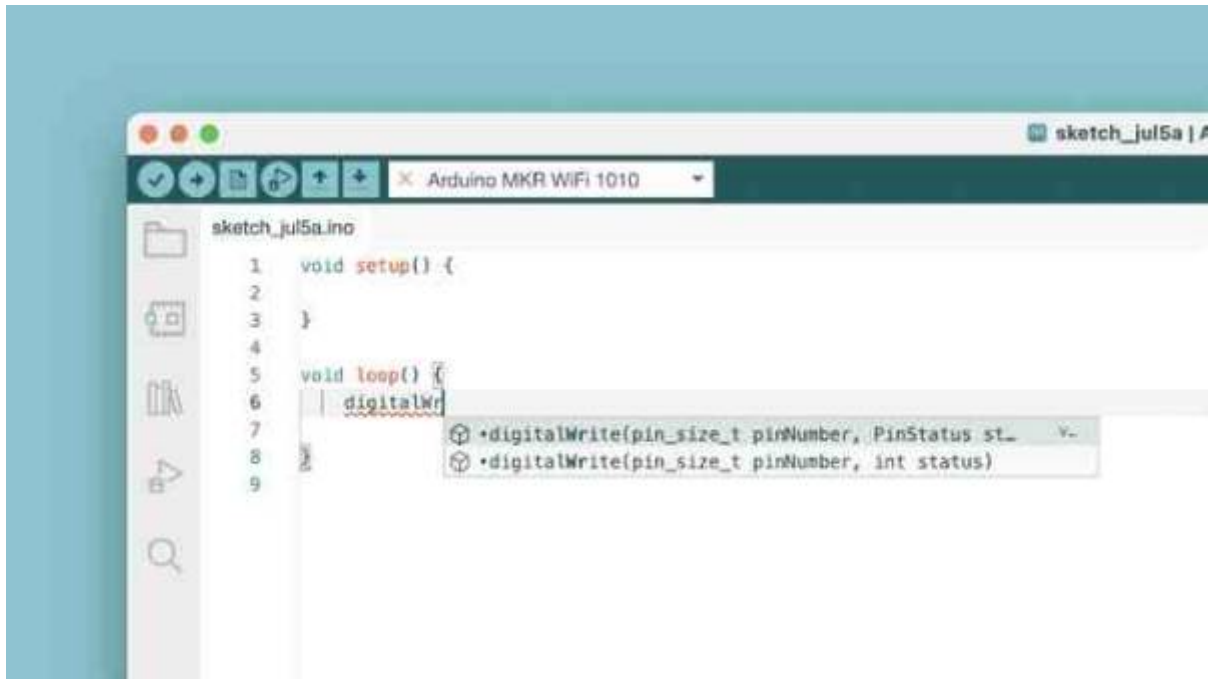 sketch_jul5a | A
Arduino MKR WiFi 1010
sketch_jul5a.ino
1 void setup() {
2
3 }
4
5 void loop() {
6 digitalWr
7
8 }
9
•digitalWrite(pin_size_t pinNumber, PinStatus st…
•digitalWrite(pin_size_t pinNumber, int status)